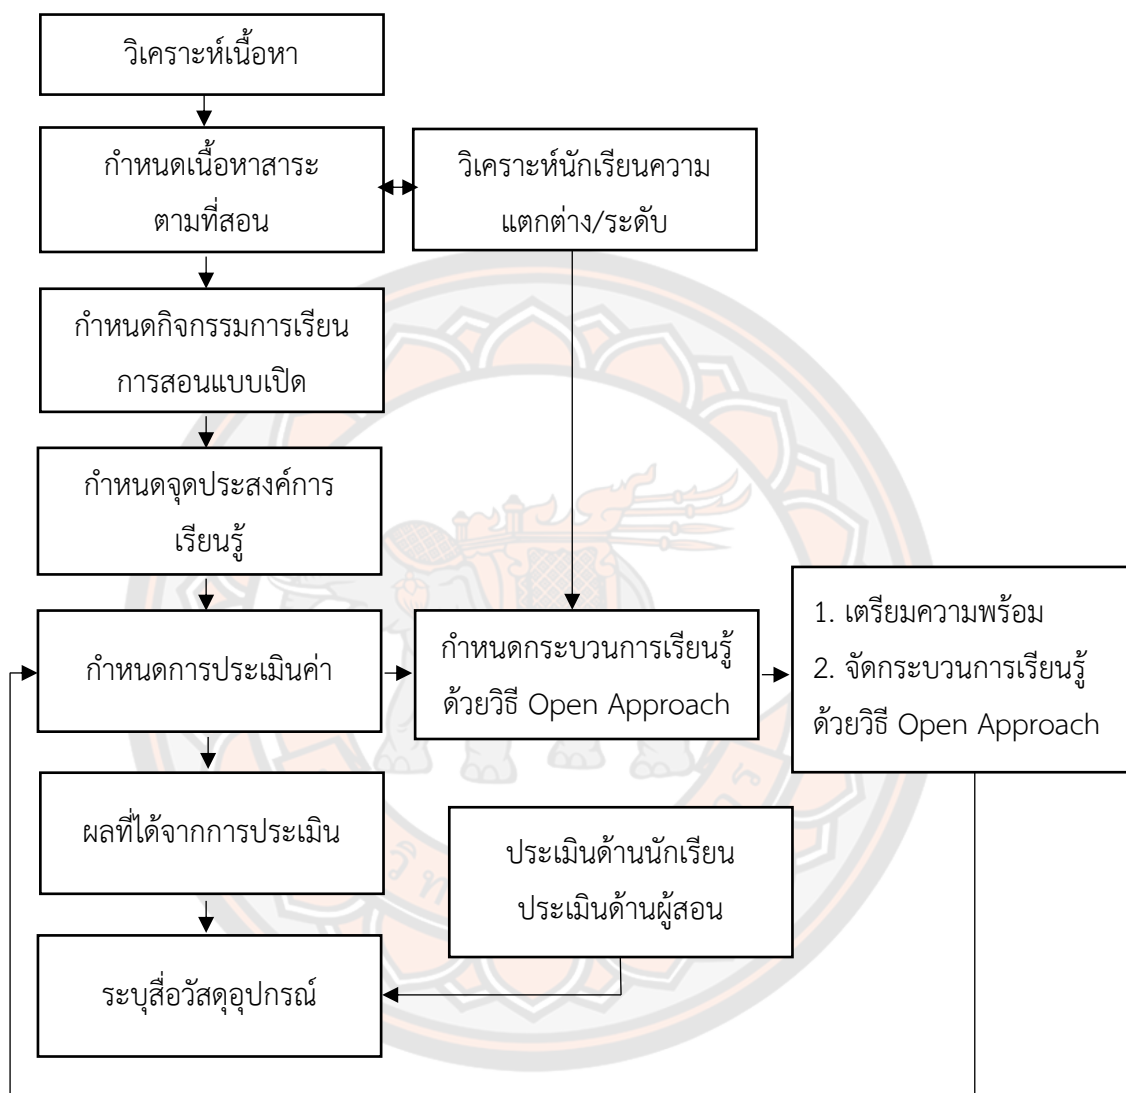 วิเคราะห์เนื้อหา
กำหนดเนื้อหาสาระ
ตามที่สอน
วิเคราะห์นักเรียนความ
แตกต่าง/ระดับ
กำหนดกิจกรรมการเรียน
การสอนแบบเปิด
กำหนดจุดประสงค์การ
เรียนรู้
กำหนดการประเมินค่า
กำหนดกระบวนการเรียนรู้
ด้วยวิธี Open Approach
1. เตรียมความพร้อม
2. จัดกระบวนการเรียนรู้
ด้วยวิธี Open Approach
ผลที่ได้จากการประเมิน
ประเมินด้านนักเรียน
ประเมินด้านผู้สอน
ระบุสื่อวัสดุอุปกรณ์